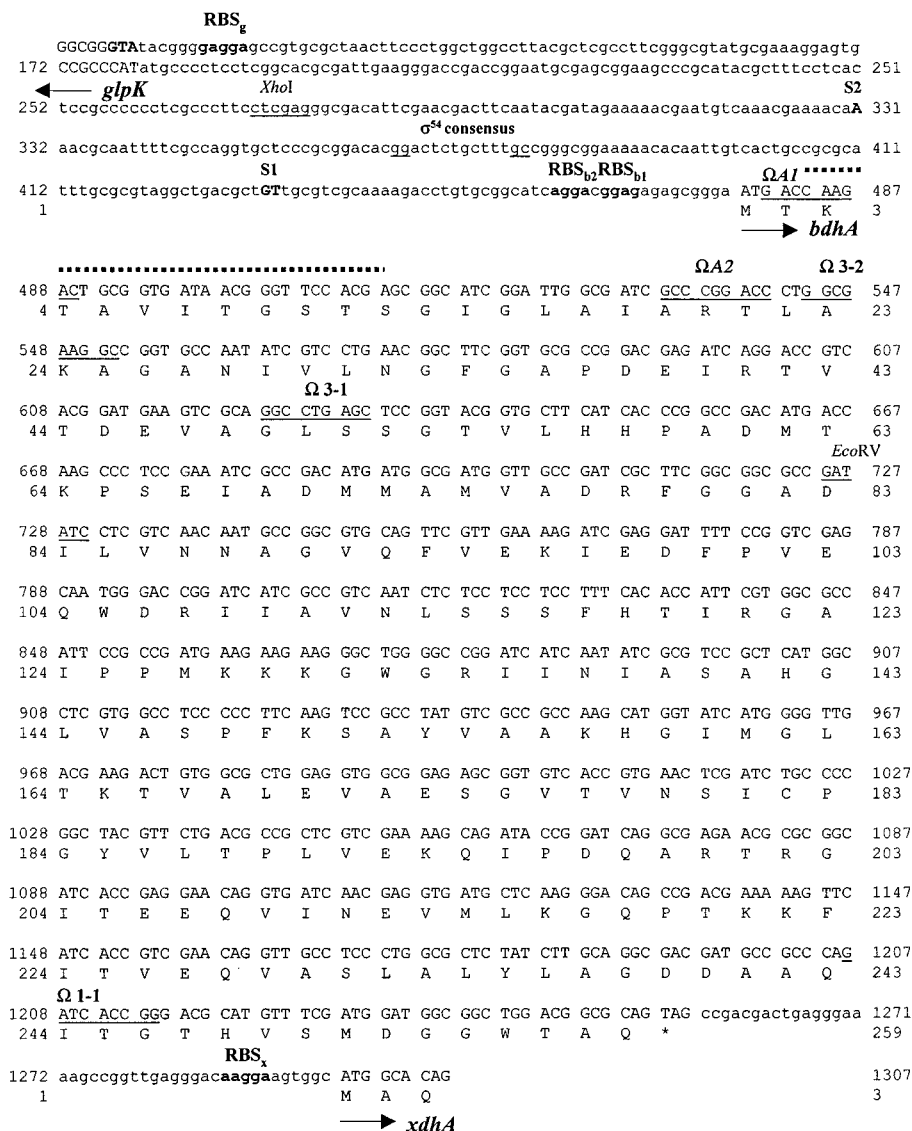 RBSg
GGCGGGTAtacggggaggagccgtgcgctaacttccctggctggccttacgctcgccttcgggcgtatgcgaaaggagtg
172 CCGCCCATatgcccctcctcggcacgcgattgaagggaccgaccggaatgcgagcggaagcccgcatacgctttcctcac 251
glpK XhoI S2
252 tccgcccccctcgcccttcctcgagggcgacattcgaacgacttcaatacgatagaaaaacgaatgtcaaacgaaaacaA 331
σ54 consensus
332 aacgcaattttcgccaggtgctcccgcggacacggactctgctttgccgggcggaaaaacacaattgtcactgccgcgca 411
S1 RBSb2RBSb1 ΩA1
412 tttgcgcgtaggctgacgctGTtgcgtcgcaaaagacctgtgcggcatcaggacggagagagcggga ATG ACC AAG 487
1 M T K 3
bdhA
ΩA2 Ω 3-2
488 ACT GCG GTG ATA ACG GGT TCC ACG AGC GGC ATC GGA TTG GCG ATC GCC CGG ACC CTG GCG 547
4 T A V I T G S T S G I G L A I A R T L A 23
548 AAG GCC GGT GCC AAT ATC GTC CTG AAC GGC TTC GGT GCG CCG GAC GAG ATC AGG ACC GTC 607
24 K A G A N I V L N G F G A P D E I R T V 43
Ω 3-1
608 ACG GAT GAA GTC GCA GGC CTG AGC TCC GGT ACG GTG CTT CAT CAC CCG GCC GAC ATG ACC 667
44 T D E V A G L S S G T V L H H P A D M T 63
EcoRV
668 AAG CCC TCC GAA ATC GCC GAC ATG ATG GCG ATG GTT GCC GAT CGC TTC GGC GGC GCC GAT 727
64 K P S E I A D M M A M V A D R F G G A D 83
728 ATC CTC GTC AAC AAT GCC GGC GTG CAG TTC GTT GAA AAG ATC GAG GAT TTT CCG GTC GAG 787
84 I L V N N A G V Q F V E K I E D F P V E 103
788 CAA TGG GAC CGG ATC ATC GCC GTC AAT CTC TCC TCC TCC TTT CAC ACC ATT CGT GGC GCC 847
104 Q W D R I I A V N L S S S F H T I R G A 123
848 ATT CCG CCG ATG AAG AAG AAG GGC TGG GGC CGG ATC ATC AAT ATC GCG TCC GCT CAT GGC 907
124 I P P M K K K G W G R I I N I A S A H G 143
908 CTC GTG GCC TCC CCC TTC AAG TCC GCC TAT GTC GCC GCC AAG CAT GGT ATC ATG GGG TTG 967
144 L V A S P F K S A Y V A A K H G I M G L 163
968 ACG AAG ACT GTG GCG CTG GAG GTG GCG GAG AGC GGT GTC ACC GTG AAC TCG ATC TGC CCC 1027
164 T K T V A L E V A E S G V T V N S I C P 183
1028 GGC TAC GTT CTG ACG CCG CTC GTC GAA AAG CAG ATA CCG GAT CAG GCG AGA ACG CGC GGC 1087
184 G Y V L T P L V E K Q I P D Q A R T R G 203
1088 ATC ACC GAG GAA CAG GTG ATC AAC GAG GTG ATG CTC AAG GGA CAG CCG ACG AAA AAG TTC 1147
204 I T E E Q V I N E V M L K G Q P T K K F 223
1148 ATC ACC GTC GAA CAG GTT GCC TCC CTG GCG CTC TAT CTT GCA GGC GAC GAT GCC GCC CAG 1207
224 I T V E Q V A S L A L Y L A G D D A A Q 243
Ω 1-1
1208 ATC ACC GGG ACG CAT GTT TCG ATG GAT GGC GGC TGG ACG GCG CAG TAG ccgacgactgagggaa 1271
244 I T G T H V S M D G G W T A Q * 259
RBSx
1272 aagccggttgagggacaaggaagtggc ATG GCA CAG 1307
1 M A Q 3
xdhA